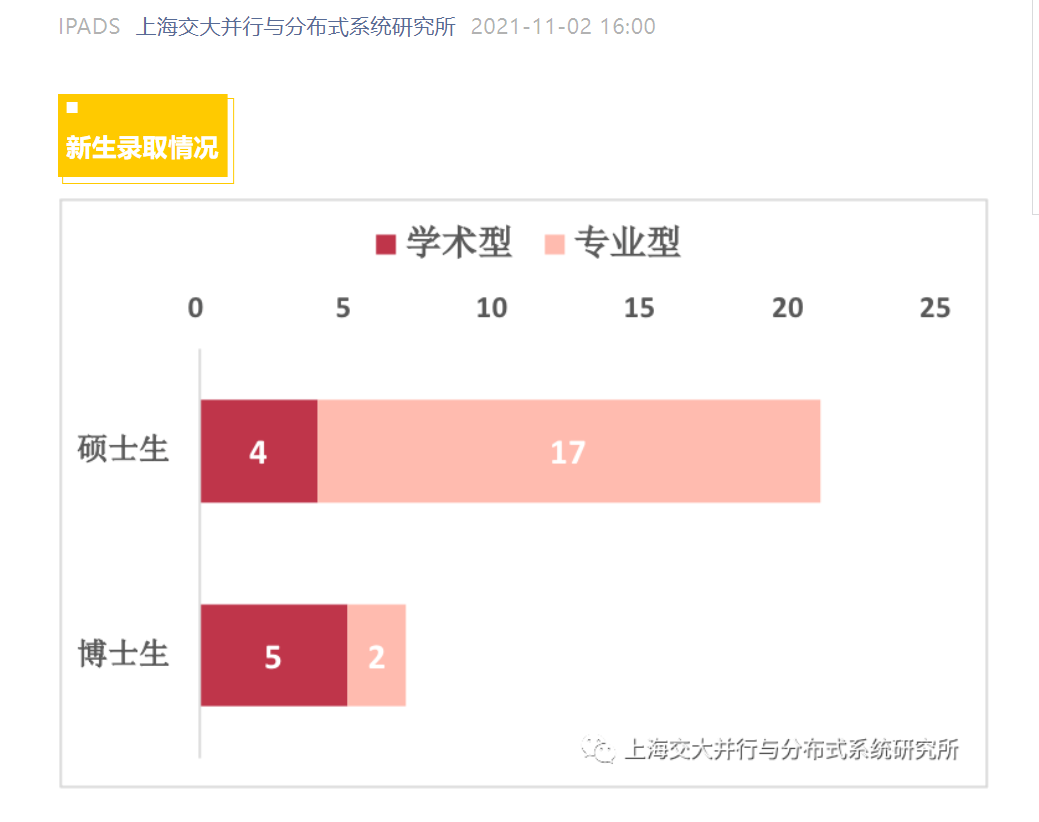 IPADS 上海交大并行与分布式系统研究所 2021-11-02 16:00
新生录取情况
学术型 专业型
0 5 10 15 20 25
硕士生 4 17
博士生 5 2
上海交大并行与分布式系统研究所